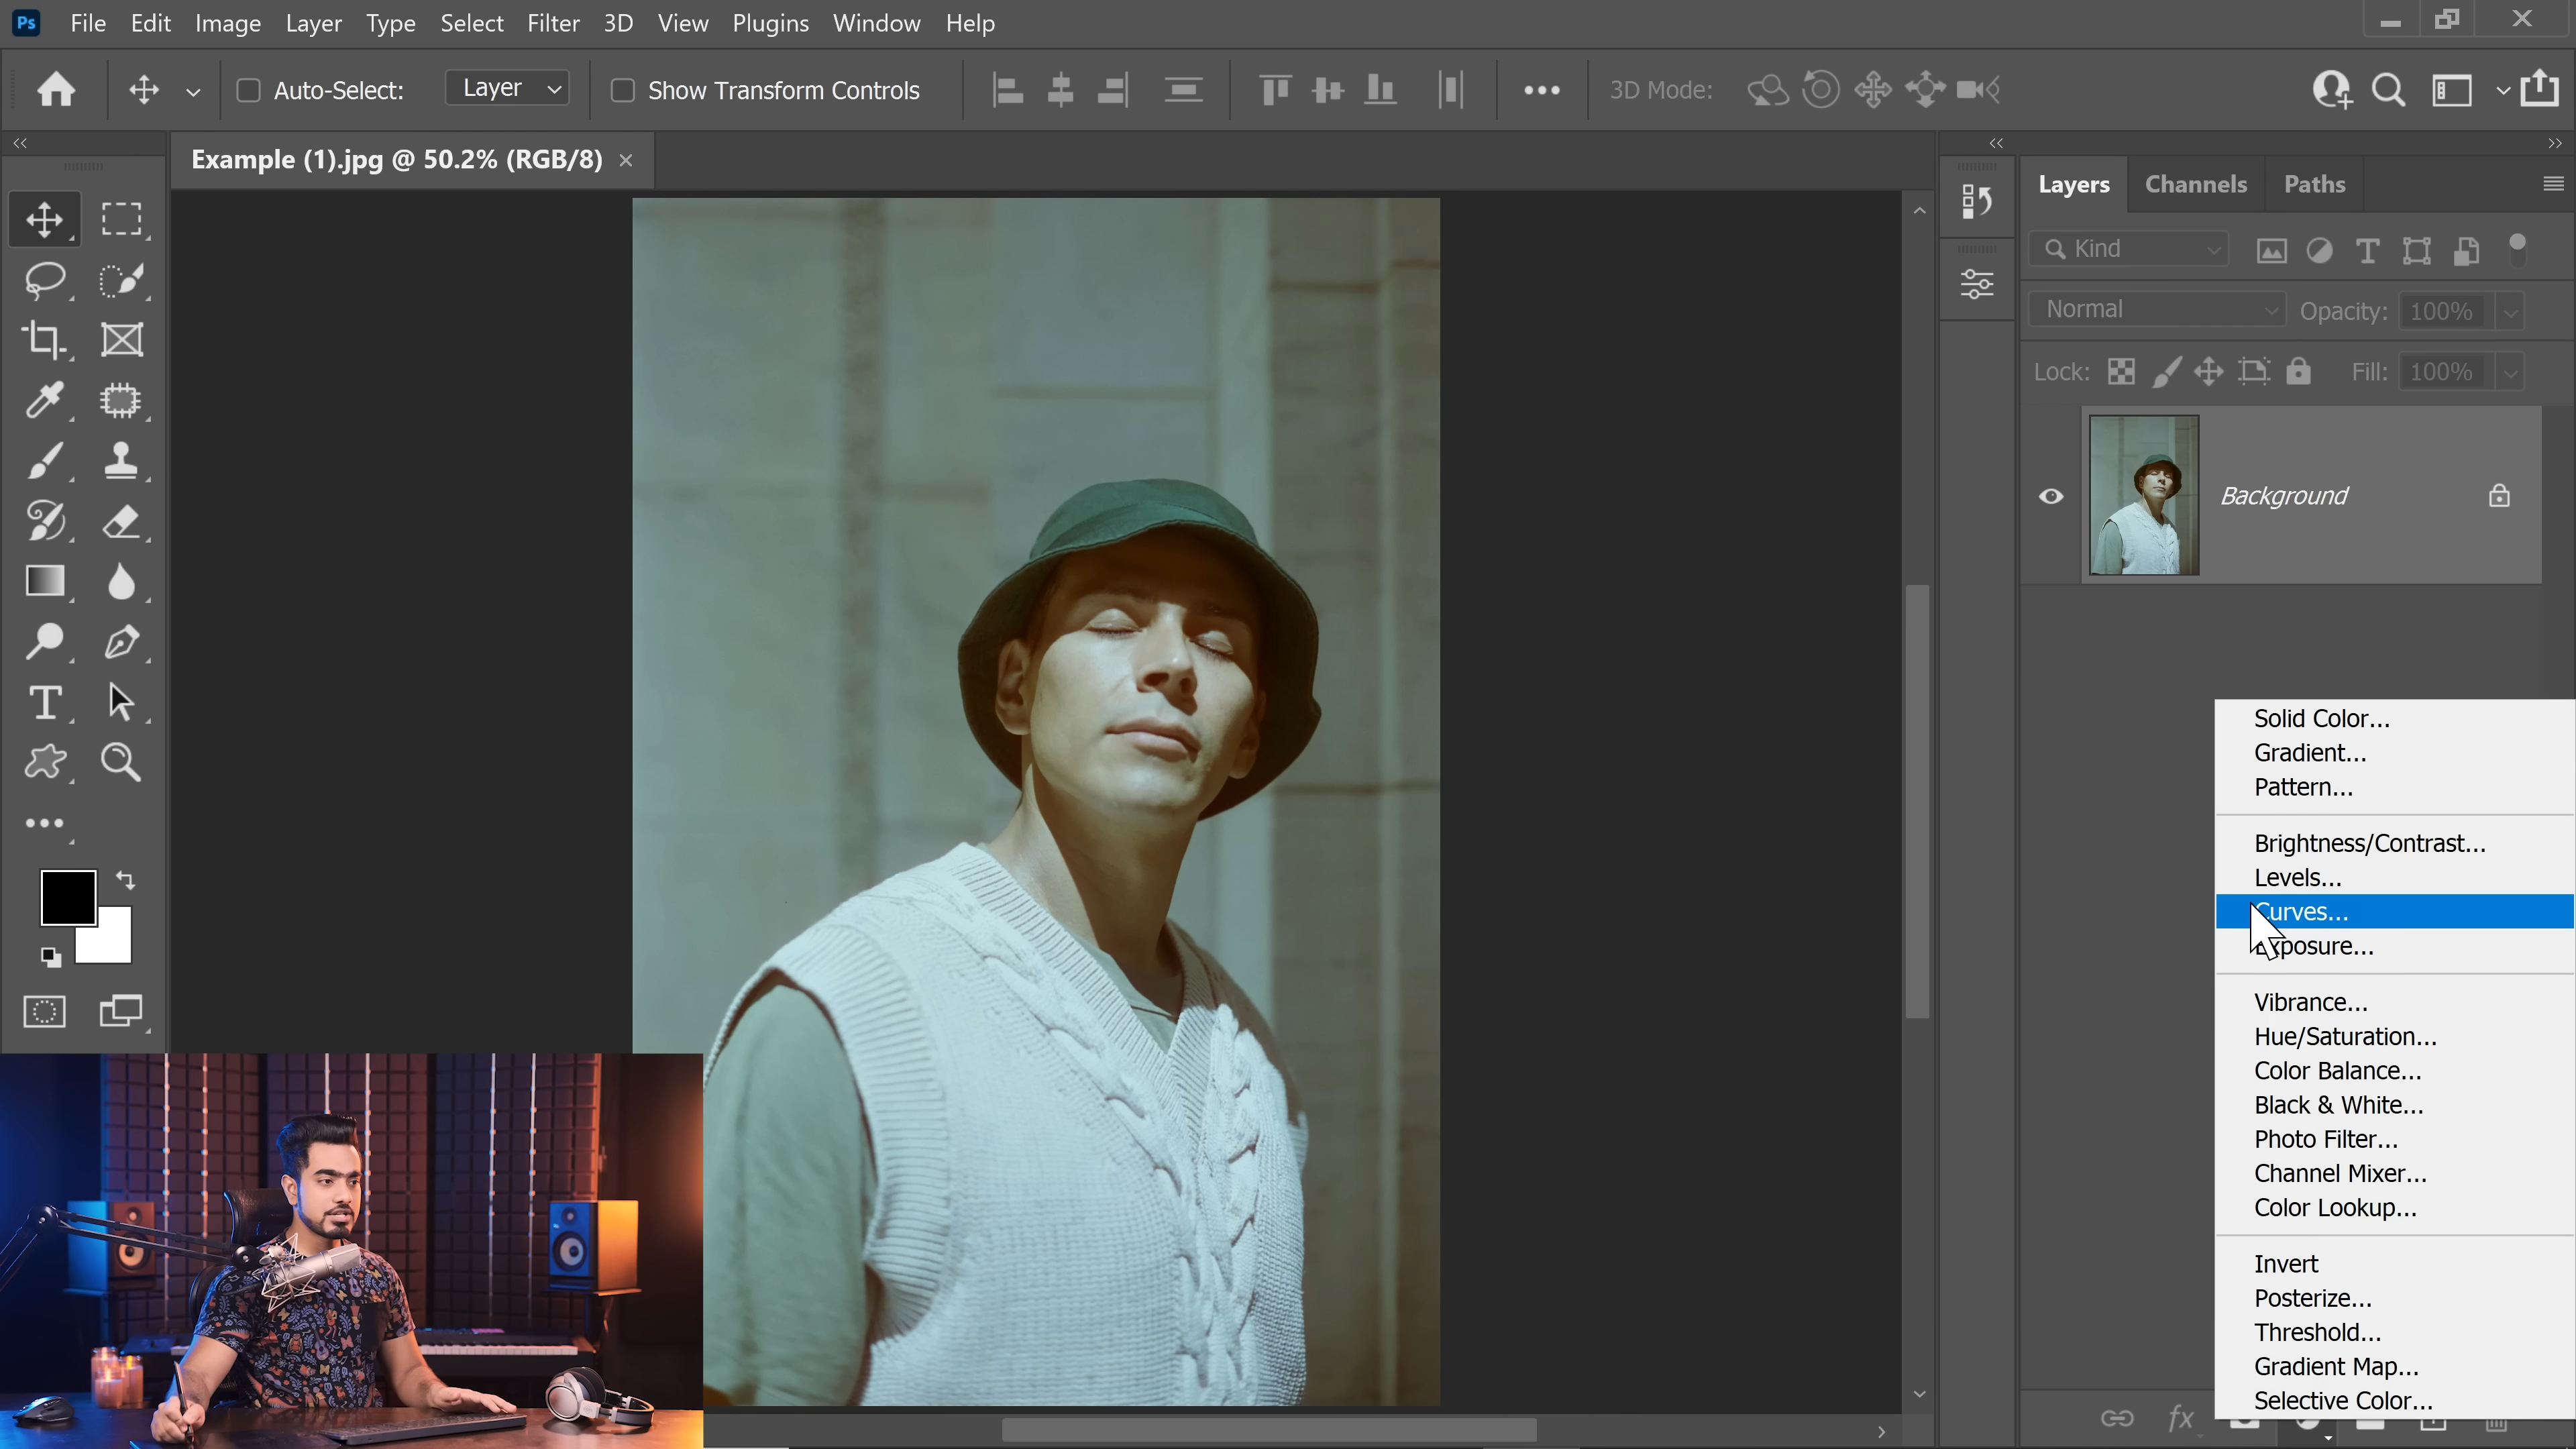 Ps File Edit Image Layer Type Select Filter 3D View Plugins Window Help
Auto-Select: Layer Show Transform Controls 3D Mode:
Example (1).jpg @ 50.2% (RGB/8)
Layers Channels Paths
Kind
Normal Opacity: 100%
Lock: Fill: 100%
Background
Solid Color...
Gradient...
Pattern...
Brightness/Contrast...
Levels...
Curves...
Exposure...
Vibrance...
Hue/Saturation...
Color Balance...
Black & White...
Photo Filter...
Channel Mixer...
Color Lookup...
Invert
Posterize...
Threshold...
Gradient Map...
Selective Color...
fx